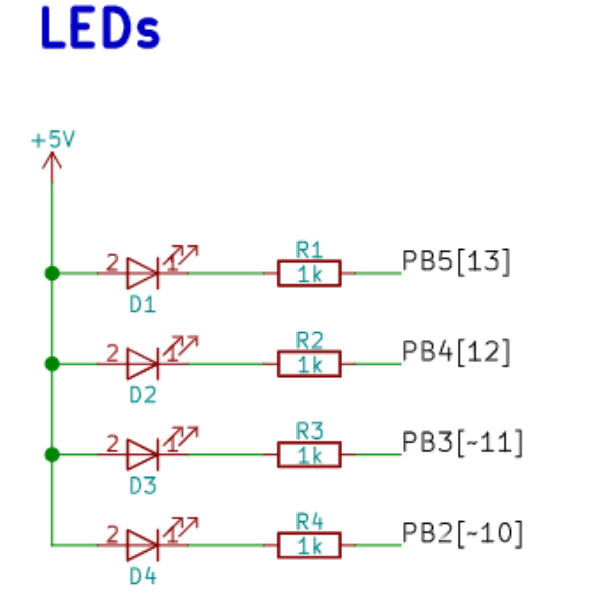 LEDs
+5V
2 1 R1 1k PB5[13]
D1
2 1 R2 1k PB4[12]
D2
2 1 R3 1k PB3[~11]
D3
2 1 R4 1k PB2[~10]
D4